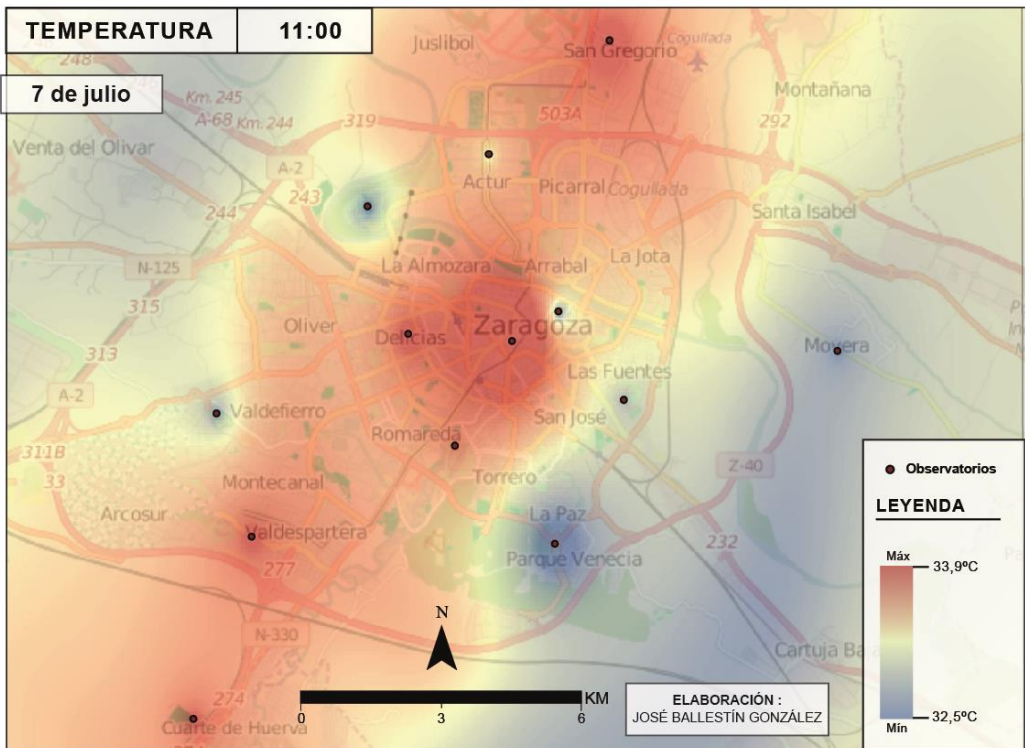 TEMPERATURA 11:00
7 de julio
248
Km. 245
A-68 Km. 244
Juslibol
San Gregorio
Cogullada
Montañana
319
503A
292
Venta del Olivar
A-2
243
244
Actur
Picarral
Cogullada
Santa Isabel
N-125
La Almozara
Arrabal
La Jota
315
Oliver
Delicias
Zaragoza
Movera
313
Las Fuentes
A-2
Valdefierro
San José
Romareda
311B
33
Montecanal
Torrero
Z-40
Arcosur
Valdespartera
La Paz
Parque Venecia
232
277
N-330
Cartuja Ba
274
Cuarte de Huerva
N
KM
0 3 6
ELABORACIÓN :
JOSÉ BALLESTÍN GONZÁLEZ
Observatorios
LEYENDA
Máx
33,9ºC
32,5ºC
Mín